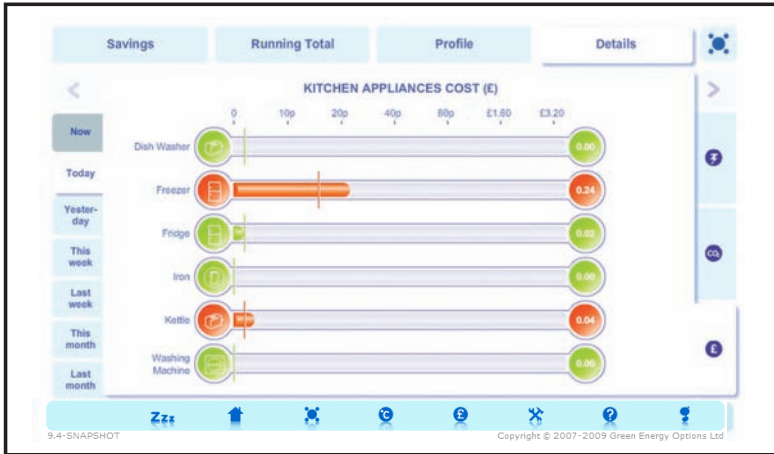 Savings
Running Total
Profile
Details
KITCHEN APPLIANCES COST (£)
0 10p 20p 40p 80p £1.60 £3.20
Now
Today
Yester-
day
This
week
Last
week
This
month
Last
month
Dish Washer 0.00
Freezer 0.24
Fridge 0.02
Iron 0.00
Kettle 0.04
Washing
Machine 0.00
CO₂
£
Zzz
°C
£
?
9.4-SNAPSHOT
Copyright © 2007-2009 Green Energy Options Ltd